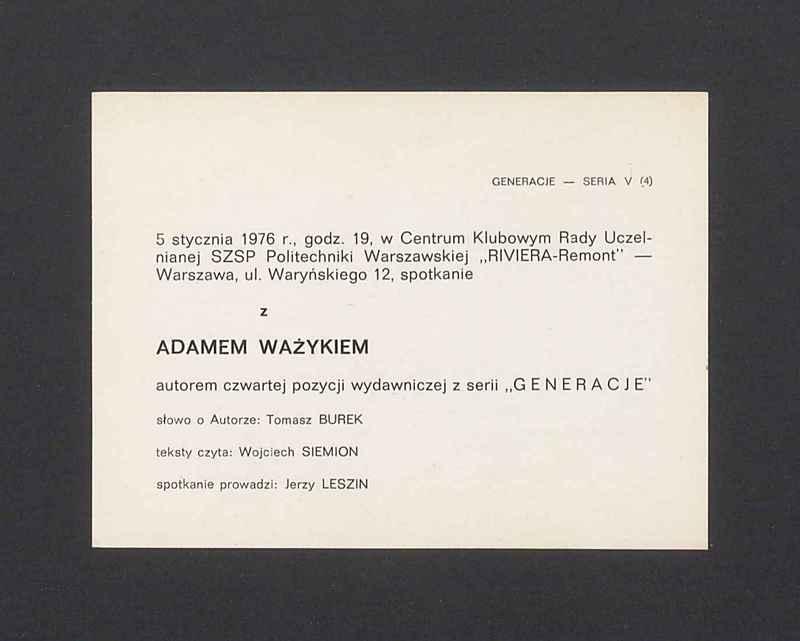 GENERACJE — SERIA V (4)
5 stycznia 1976 r., godz. 19, w Centrum Klubowym Rady Uczel-
nianej SZSP Politechniki Warszawskiej „RIVIERA-Remont” —
Warszawa, ul. Waryńskiego 12, spotkanie
z
ADAMEM WAŻYKIEM
autorem czwartej pozycji wydawniczej z serii „GENERACJE”
słowo o Autorze: Tomasz BUREK
teksty czyta: Wojciech SIEMION
spotkanie prowadzi: Jerzy LESZIN